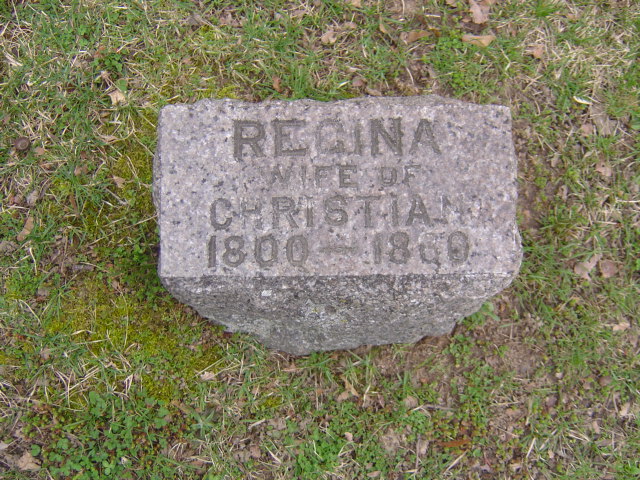 REGINA
WIFE OF
CHRISTIAN
1800 — 1860